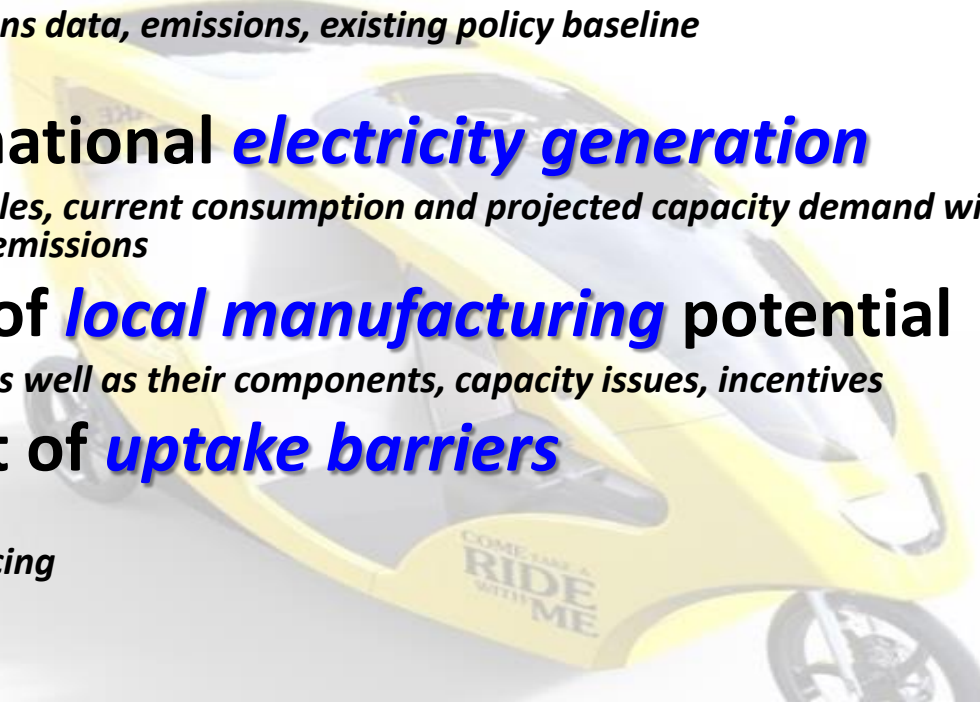 ns data, emissions, existing policy baseline
national electricity generation
les, current consumption and projected capacity demand wi
emissions
of local manufacturing potential
s well as their components, capacity issues, incentives
t of uptake barriers
cing
COME TAKE A
RIDE
WITH
ME